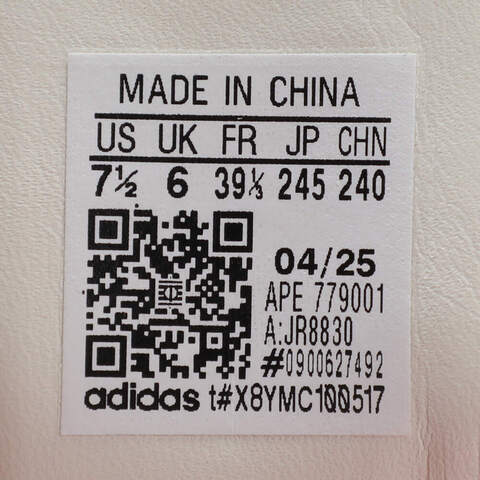 MADE IN CHINA
US UK FR JP CHN
7½ 6 39⅓ 245 240
04/25
APE 779001
A:JR8830
#0900627492
adidas t#X8YMC100517